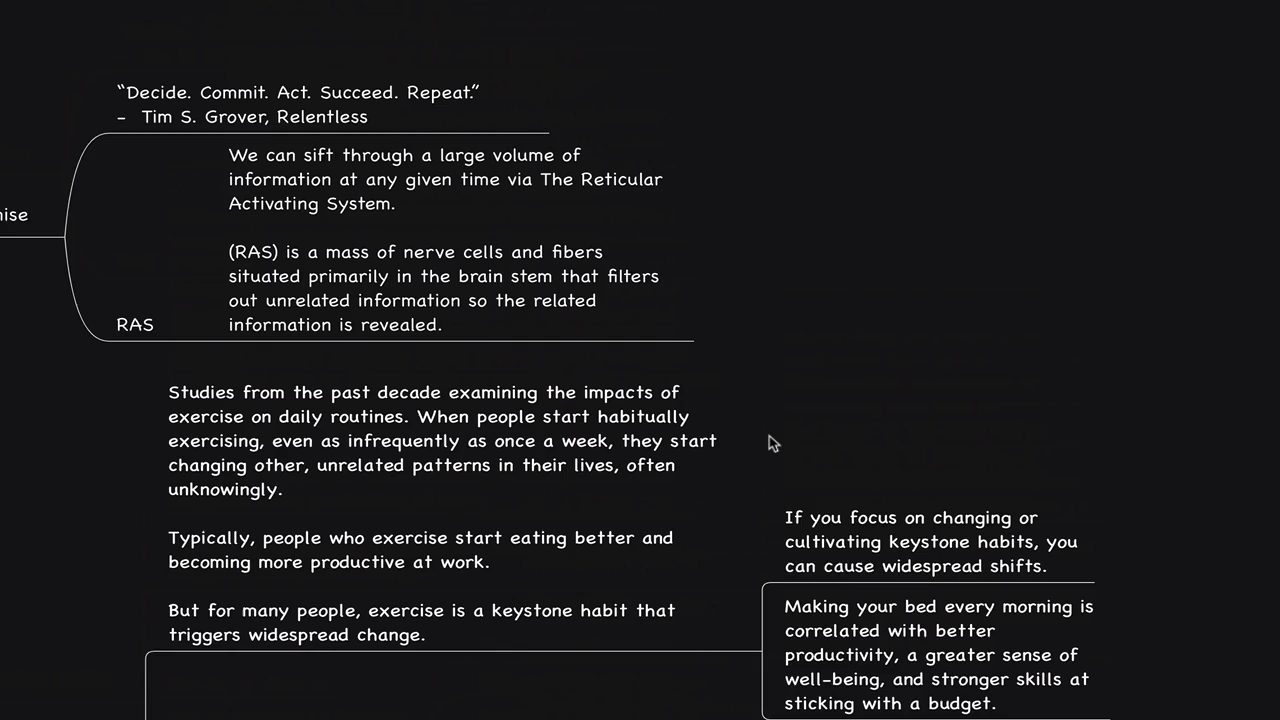 “Decide. Commit. Act. Succeed. Repeat.”
– Tim S. Grover, Relentless
We can sift through a large volume of
information at any given time via The Reticular
Activating System.
(RAS) is a mass of nerve cells and fibers
situated primarily in the brain stem that filters
out unrelated information so the related
information is revealed.
RAS
Studies from the past decade examining the impacts of
exercise on daily routines. When people start habitually
exercising, even as infrequently as once a week, they start
changing other, unrelated patterns in their lives, often
unknowingly.
Typically, people who exercise start eating better and
becoming more productive at work.
But for many people, exercise is a keystone habit that
triggers widespread change.
If you focus on changing or
cultivating keystone habits, you
can cause widespread shifts.
Making your bed every morning is
correlated with better
productivity, a greater sense of
well-being, and stronger skills at
sticking with a budget.